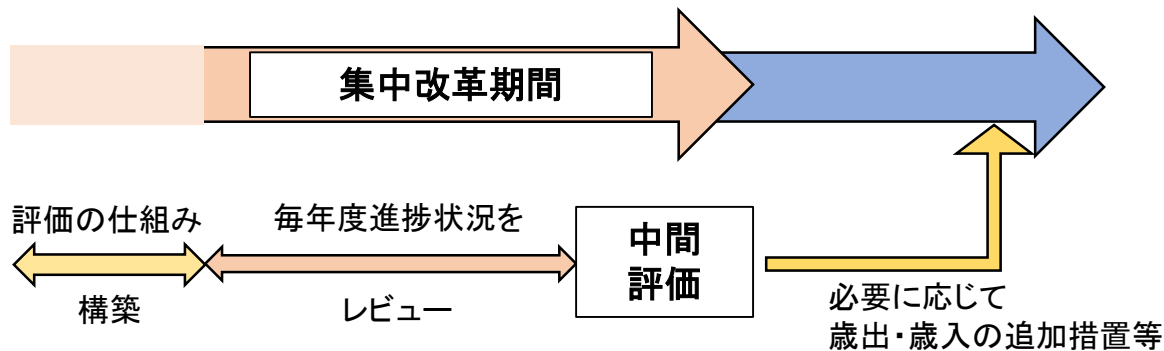 集中改革期間
評価の仕組み
構築
毎年度進捗状況を
レビュー
中間
評価
必要に応じて
歳出・歳入の追加措置等